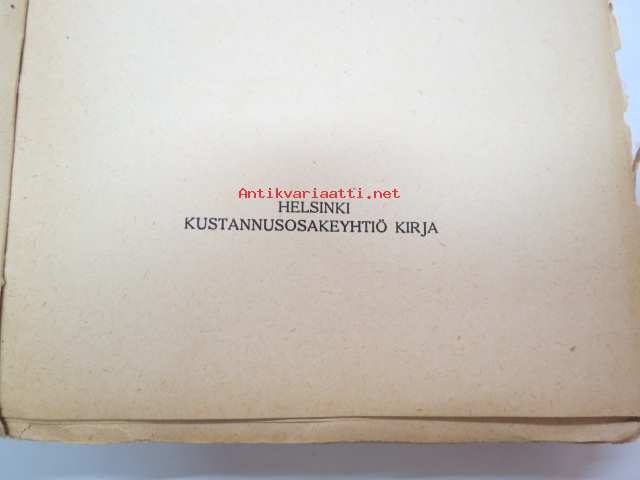 Antikvariaatti.net
HELSINKI
KUSTANNUSOSAKEYHTIÖ KIRJA